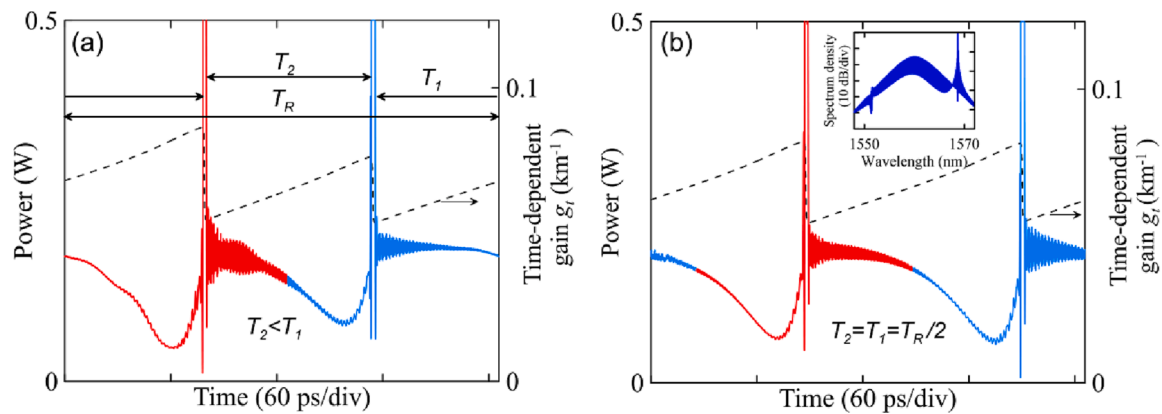 (a)
0.5
T2
T1
TR
0.1
Power (W)
Time-dependent
gain gt (km-1)
T2<T1
0
0
Time (60 ps/div)
(b)
0.5
Spectrum density
(10 dB/div)
1550
1570
Wavelength (nm)
0.1
Power (W)
Time-dependent
gain gt (km-1)
T2=T1=TR/2
0
0
Time (60 ps/div)